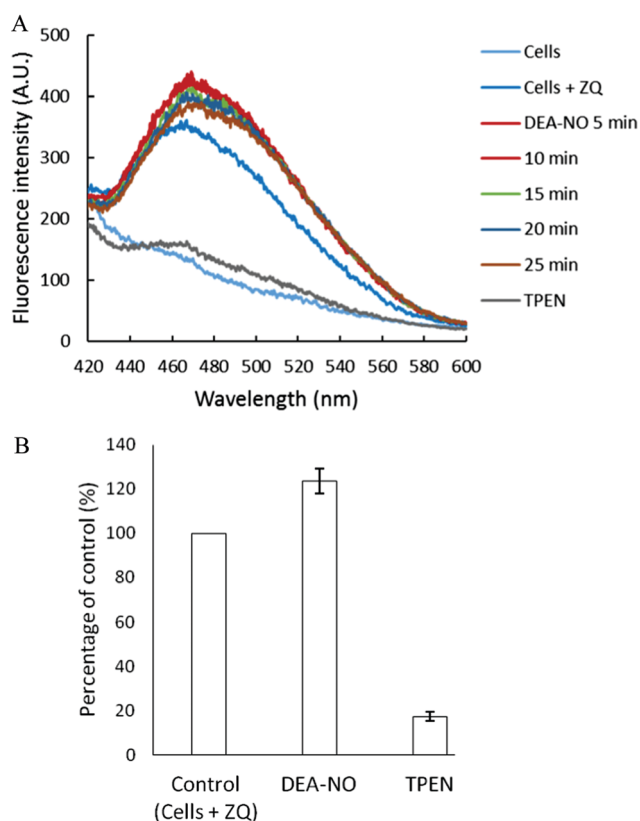 A
Fluorescence intensity (A.U.)
500
400
300
200
100
0
420 440 460 480 500 520 540 560 580 600
Wavelength (nm)
Cells
Cells + ZQ
DEA-NO 5 min
10 min
15 min
20 min
25 min
TPEN
B
Percentage of control (%)
140
120
100
80
60
40
20
0
Control DEA-NO TPEN
(Cells + ZQ)